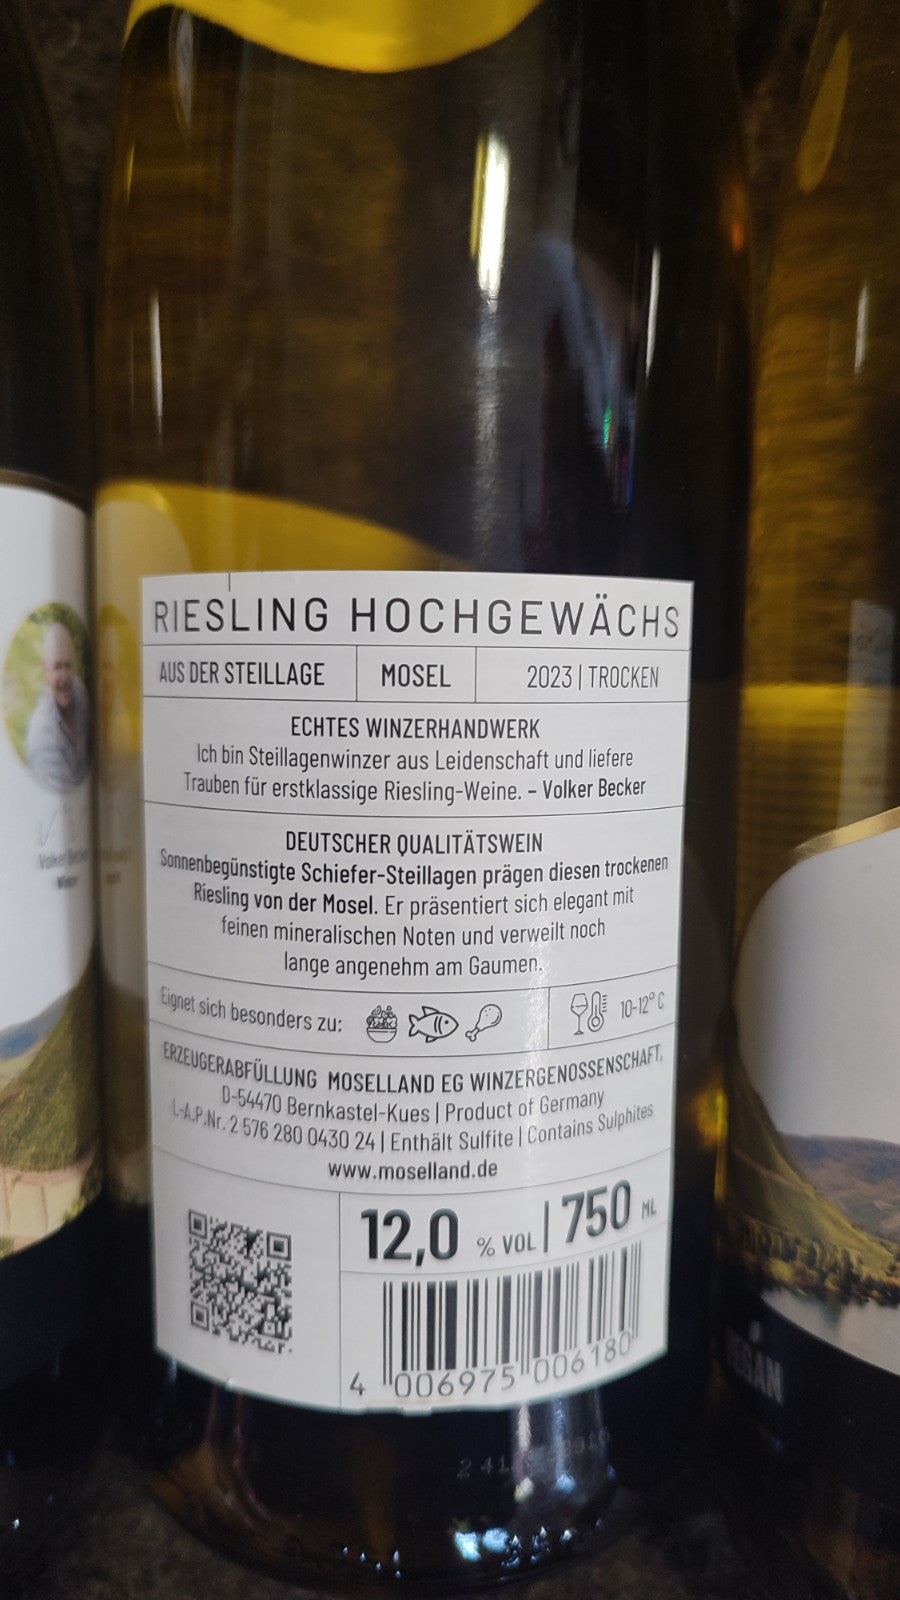 RIESLING HOCHGEWÄCHS
AUS DER STEILLAGE
MOSEL
2023 | TROCKEN
ECHTES WINZERHANDWERK
Ich bin Steillagenwinzer aus Leidenschaft und liefere
Trauben für erstklassige Riesling-Weine. – Volker Becker
DEUTSCHER QUALITÄTSWEIN
Sonnenbegünstigte Schiefer-Steillagen prägen diesen trockenen
Riesling von der Mosel. Er präsentiert sich elegant mit
feinen mineralischen Noten und verweilt noch
lange angenehm am Gaumen.
Eignet sich besonders zu:
10-12° C
ERZEUGERABFÜLLUNG MOSELLAND EG WINZERGENOSSENSCHAFT,
D-54470 Bernkastel-Kues | Product of Germany
L-A.P.Nr. 2 576 280 0430 24 | Enthält Sulfite | Contains Sulphites
www.moselland.de
12,0 % VOL | 750 ML
4 006975 006180
Volker
VEGAN